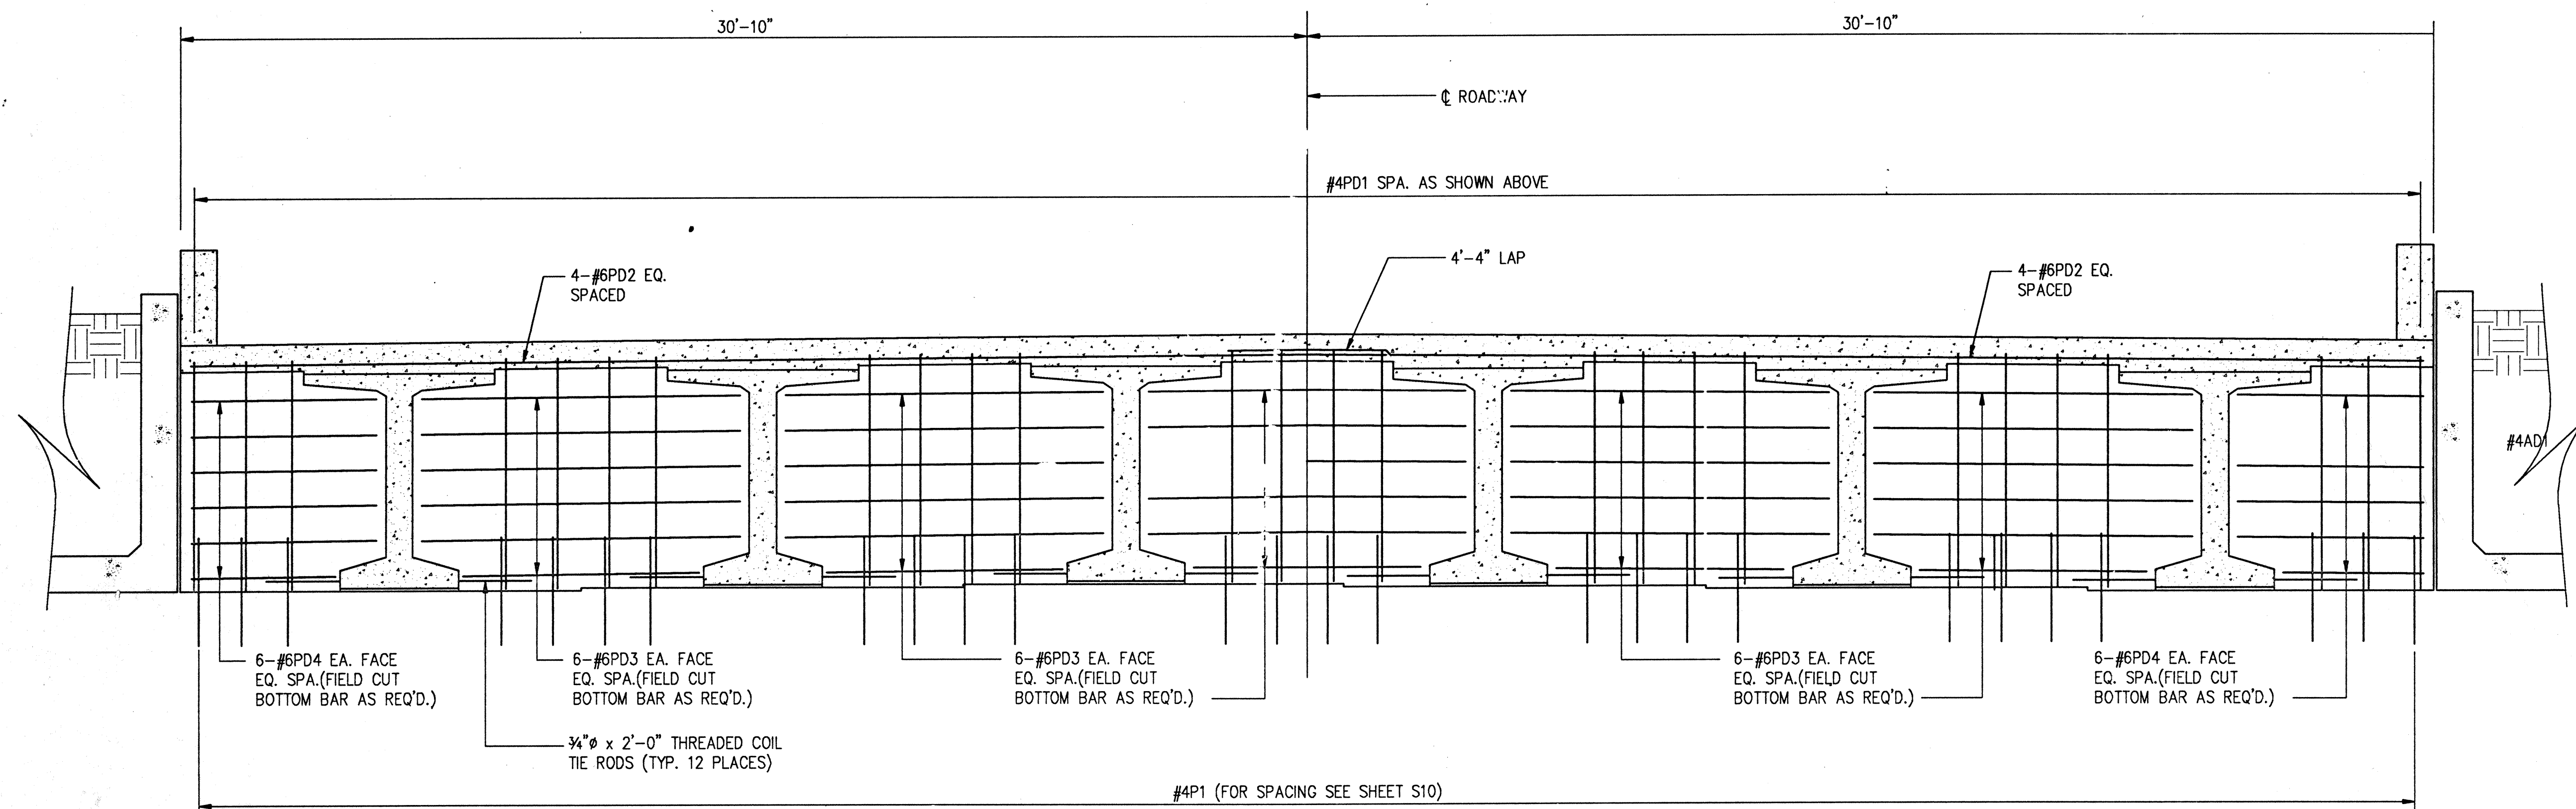 30'-10"
30'-10"
℄ ROADWAY
#4PD1 SPA. AS SHOWN ABOVE
4-#6PD2 EQ.
SPACED
4'-4" LAP
4-#6PD2 EQ.
SPACED
#4AD1
6-#6PD4 EA. FACE
EQ. SPA.(FIELD CUT
BOTTOM BAR AS REQ'D.)
6-#6PD3 EA. FACE
EQ. SPA.(FIELD CUT
BOTTOM BAR AS REQ'D.)
6-#6PD3 EA. FACE
EQ. SPA.(FIELD CUT
BOTTOM BAR AS REQ'D.)
6-#6PD3 EA. FACE
EQ. SPA.(FIELD CUT
BOTTOM BAR AS REQ'D.)
6-#6PD4 EA. FACE
EQ. SPA.(FIELD CUT
BOTTOM BAR AS REQ'D.)
¾"ø x 2'-0" THREADED COIL
TIE RODS (TYP. 12 PLACES)
#4P1 (FOR SPACING SEE SHEET S10)